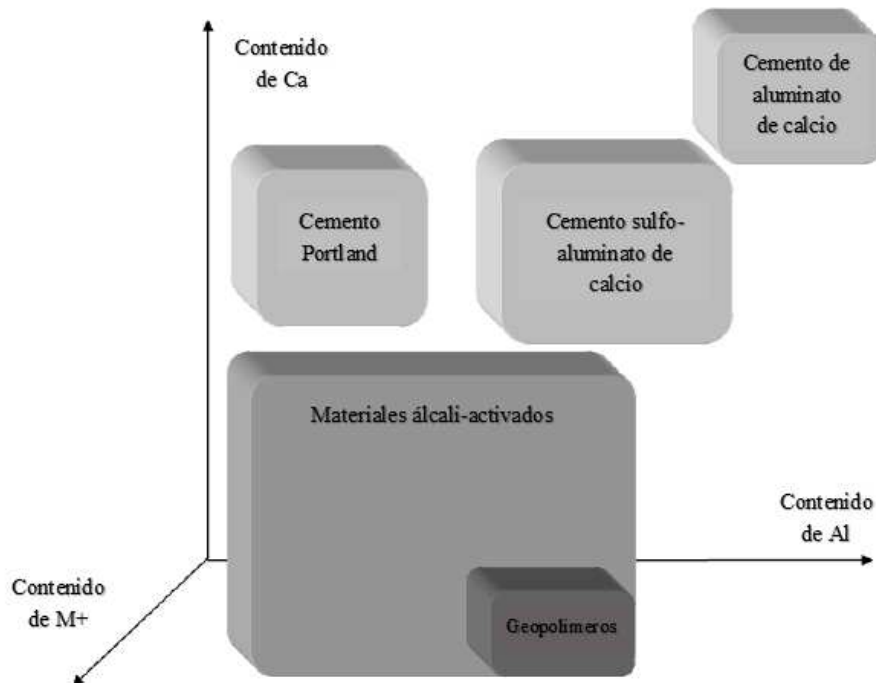 Contenido
de Ca
Cemento de
aluminato
de calcio
Cemento
Portland
Cemento sulfo-
aluminato de
calcio
Materiales álcali-activados
Contenido
de Al
Contenido
de M+
Geopolímeros